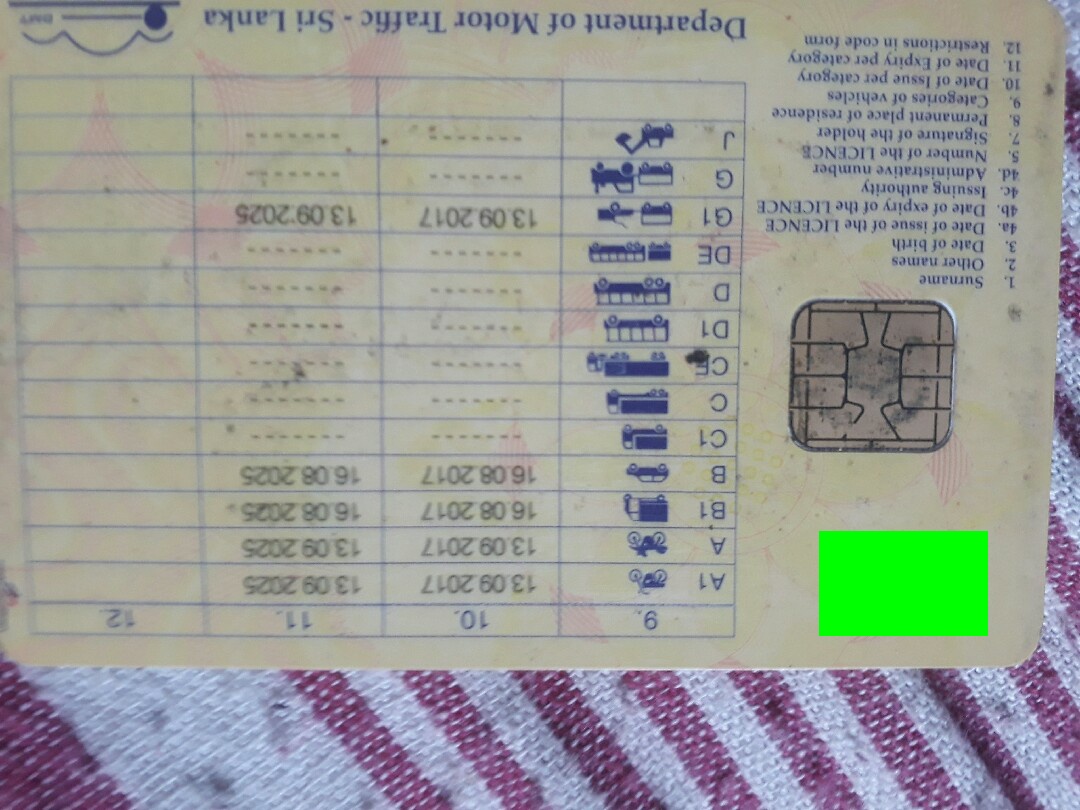 9. 10. 11. 12.
A1 13.09.2017 13.09.2025
A 13.09.2017 13.09.2025
B1 16.08.2017 16.08.2025
B 16.08.2017 16.08.2025
C1 ------- -------
C ------- -------
CE ------- -------
D1 ------- -------
D ------- -------
DE ------- -------
G1 13.09.2017 13.09.2025
G ------- -------
J ------- -------
1. Surname
2. Other names
3. Date of birth
4a. Date of issue of the LICENCE
4b. Date of expiry of the LICENCE
4c. Issuing authority
4d. Administrative number
5. Number of the LICENCE
7. Signature of the holder
8. Permanent place of residence
9. Categories of vehicles
10. Date of Issue per category
11. Date of Expiry per category
12. Restrictions in code form
Department of Motor Traffic - Sri Lanka
DMT